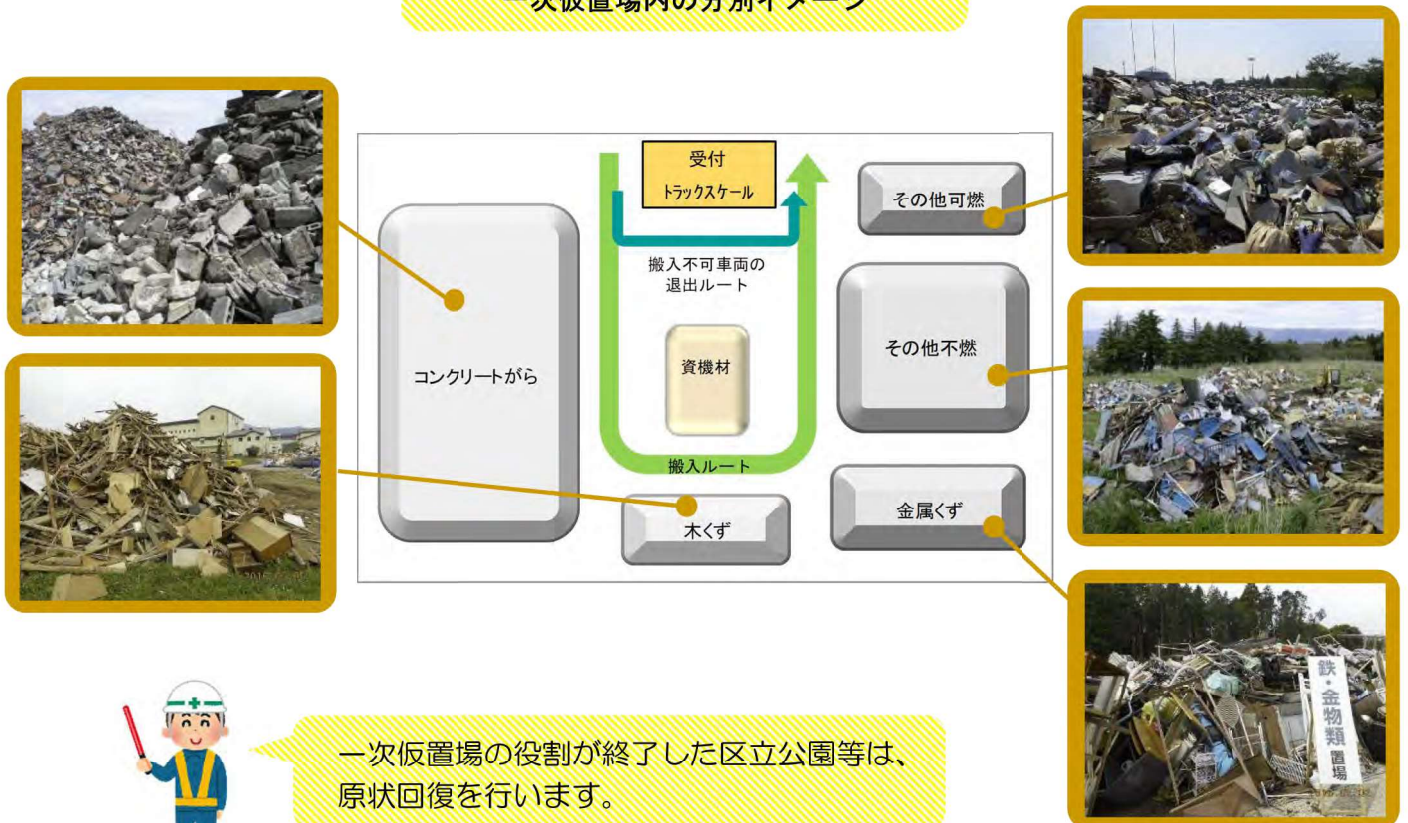 一次仮置場内の分別イメージ
受付
トラックスケール
搬入不可車両の
退出ルート
資機材
搬入ルート
コンクリートがら
木くず
その他可燃
その他不燃
金属くず
鉄・金物類置場
一次仮置場の役割が終了した区立公園等は、
原状回復を行います。